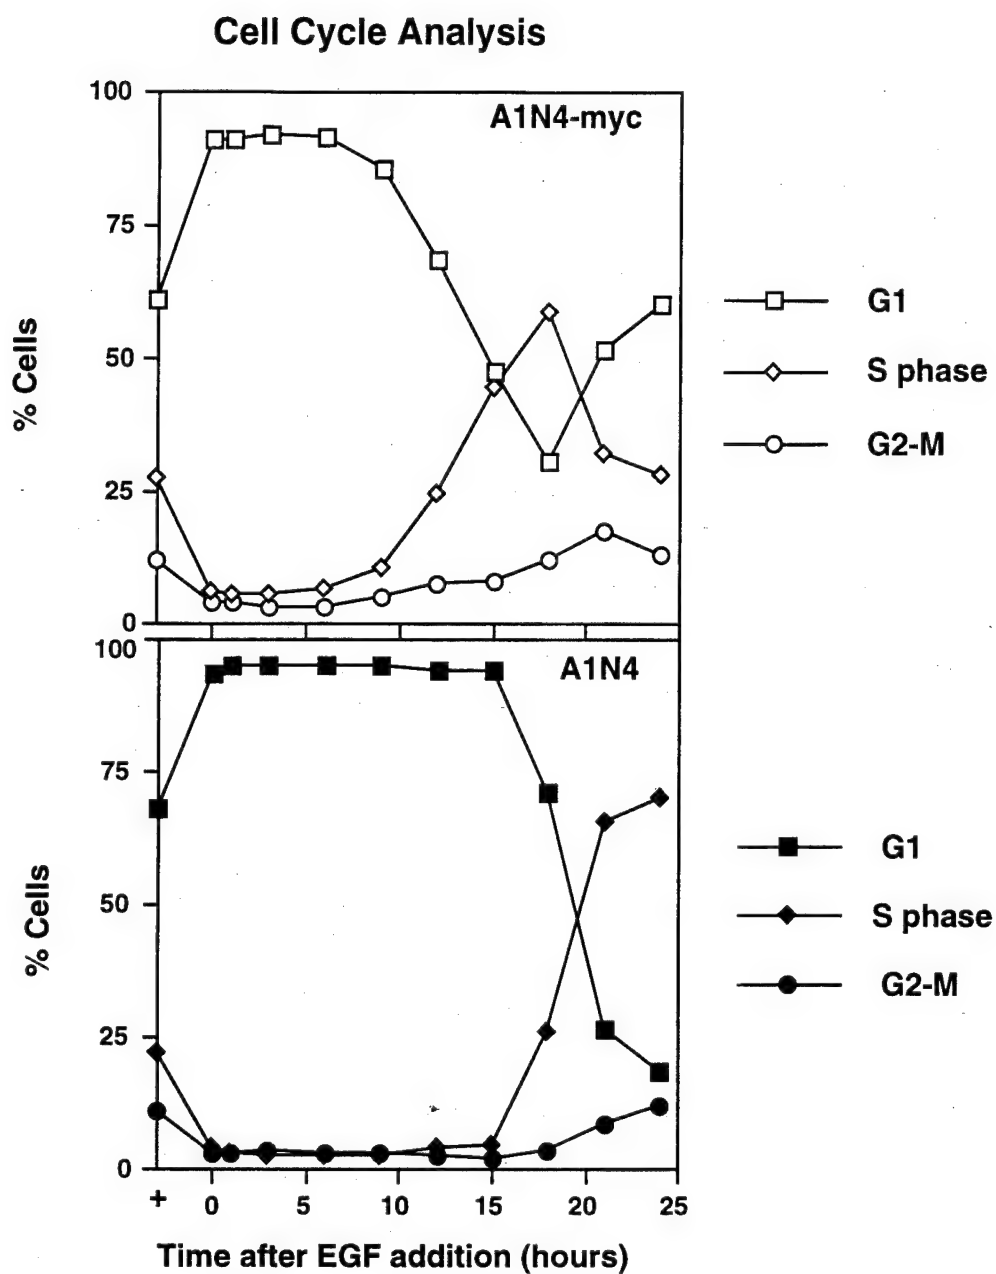 Cell Cycle Analysis
100
A1N4-myc
75
% Cells
50
25
0
G1
S phase
G2-M
100
A1N4
75
% Cells
50
25
0
G1
S phase
G2-M
+ 0 5 10 15 20 25
Time after EGF addition (hours)